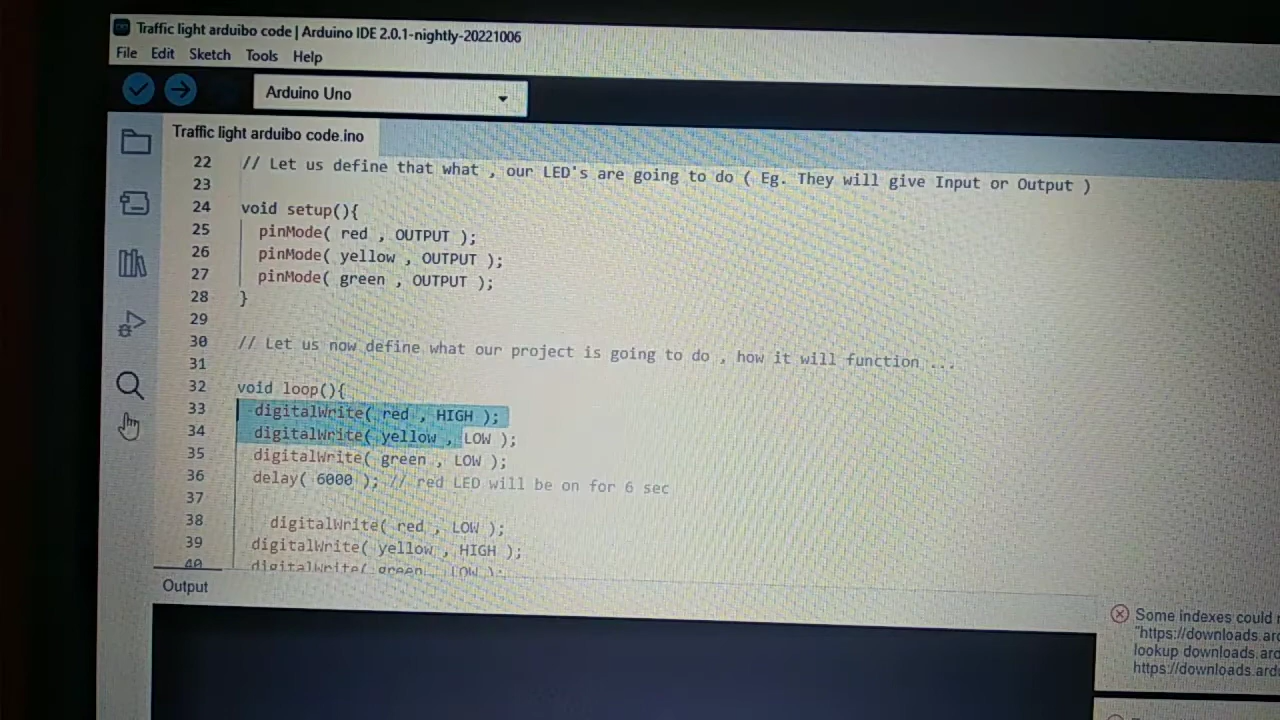 Traffic light arduibo code | Arduino IDE 2.0.1-nightly-20221006
File Edit Sketch Tools Help
Arduino Uno
Traffic light arduibo code.ino
22 // Let us define that what , our LED's are going to do ( Eg. They will give Input or Output )
23
24 void setup(){
25 pinMode( red , OUTPUT );
26 pinMode( yellow , OUTPUT );
27 pinMode( green , OUTPUT );
28 }
29
30 // Let us now define what our project is going to do , how it will function ...
31
32 void loop(){
33 digitalWrite( red , HIGH );
34 digitalWrite( yellow , LOW );
35 digitalWrite( green , LOW );
36 delay( 6000 ); // red LED will be on for 6 sec
37
38 digitalWrite( red , LOW );
39 digitalWrite( yellow , HIGH );
40 digitalWrite( green , LOW );
Output
Some indexes could
"https://downloads.ard
lookup downloads.ard
https://downloads.ard